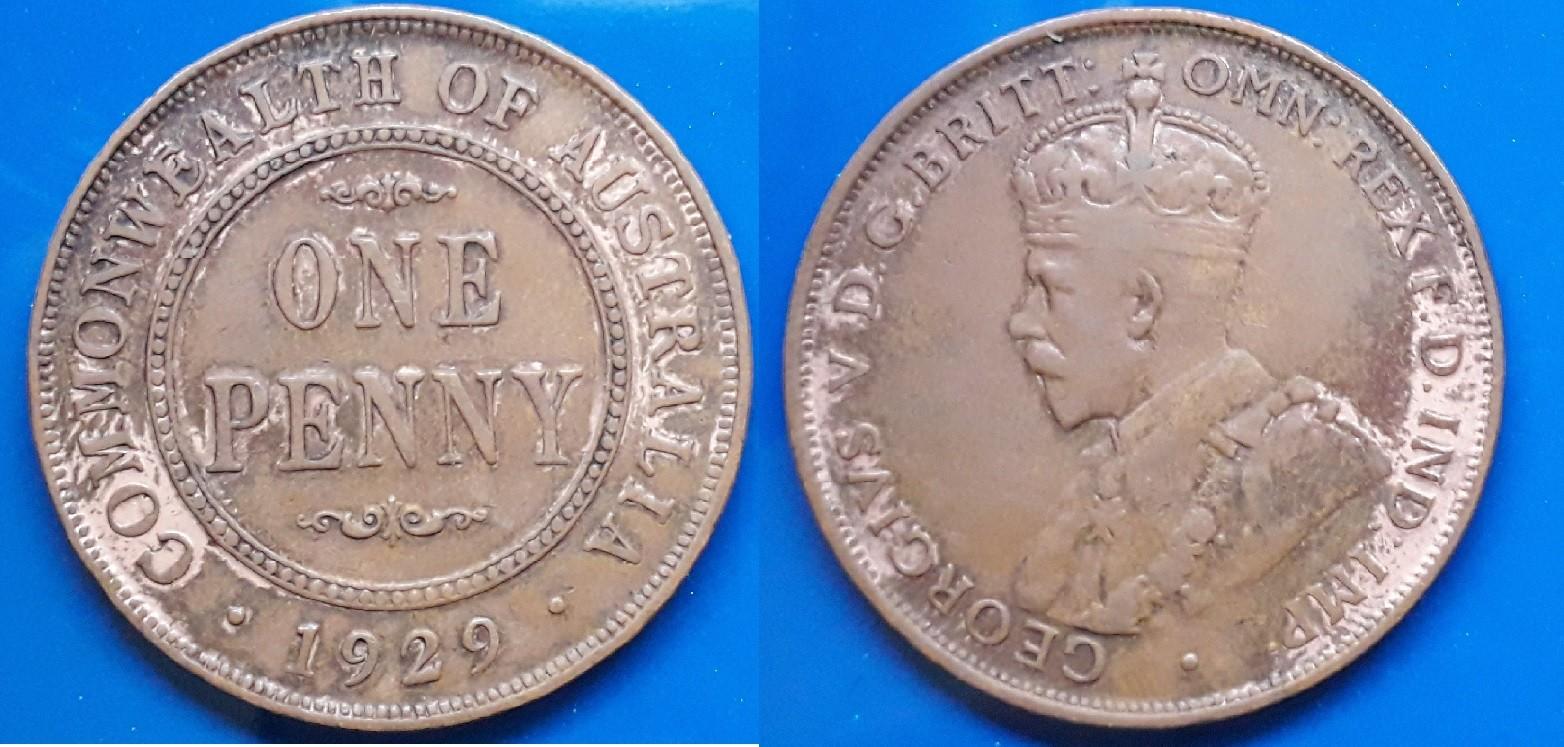 COMMONWEALTH OF AUSTRALIA
ONE
PENNY
· 1929 ·
GEORGIVS V D.G.BRITT: OMN: REX F.D.IND:IMP.